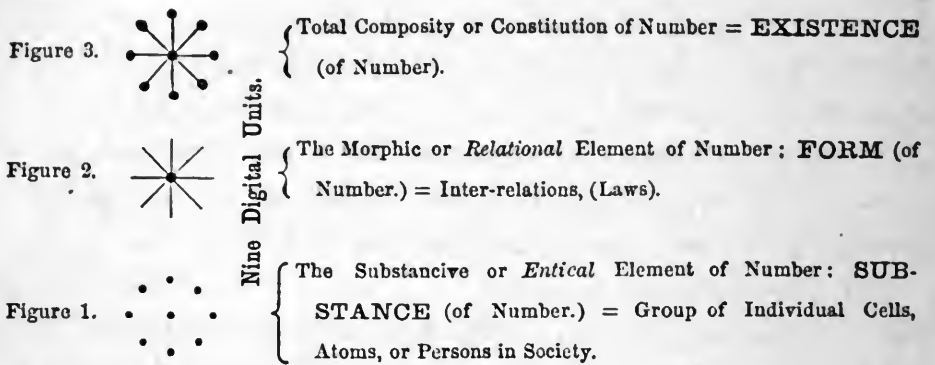 Figure 3.
Total Composity or Constitution of Number = EXISTENCE
(of Number).
Nine Digital Units.
Figure 2.
The Morphic or Relational Element of Number: FORM (of
Number.) = Inter-relations, (Laws).
Figure 1.
The Substancive or Entical Element of Number: SUB-
STANCE (of Number.) = Group of Individual Cells,
Atoms, or Persons in Society.